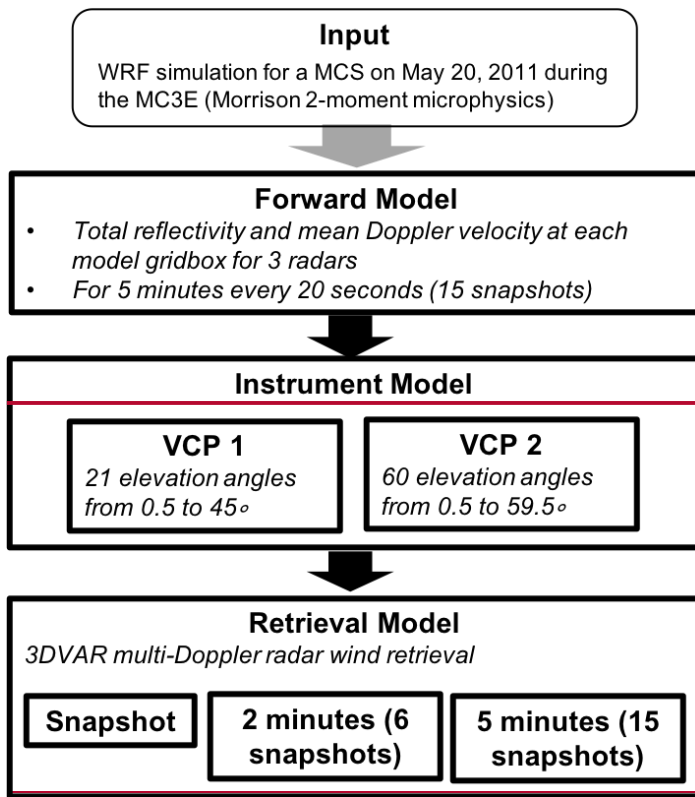 Input
WRF simulation for a MCS on May 20, 2011 during
the MC3E (Morrison 2-moment microphysics)
Forward Model
• Total reflectivity and mean Doppler velocity at each
model gridbox for 3 radars
• For 5 minutes every 20 seconds (15 snapshots)
Instrument Model
VCP 1
21 elevation angles
from 0.5 to 45∘
VCP 2
60 elevation angles
from 0.5 to 59.5∘
Retrieval Model
3DVAR multi-Doppler radar wind retrieval
Snapshot
2 minutes (6
snapshots)
5 minutes (15
snapshots)